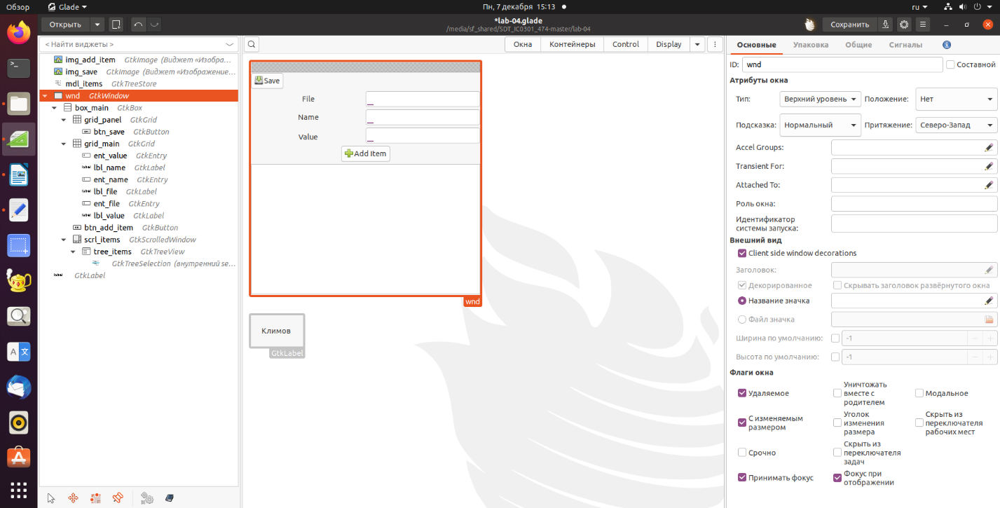 Обзор Glade Пн, 7 декабря 15:13 ru
Открыть *lab-04.glade Сохранить
/media/sf_shared/SDT_IC0301_474-master/lab-04
< Найти виджеты > Окна Контейнеры Control Display Основные Упаковка Общие Сигналы
img_add_item GtkImage (Виджет «Изобра...
img_save GtkImage (Виджет «Изображение...
mdl_items GtkTreeStore
wnd GtkWindow
box_main GtkBox
grid_panel GtkGrid
btn_save GtkButton
grid_main GtkGrid
ent_value GtkEntry
lbl_name GtkLabel
ent_name GtkEntry
lbl_file GtkLabel
ent_file GtkEntry
lbl_value GtkLabel
btn_add_item GtkButton
scrl_items GtkScrolledWindow
tree_items GtkTreeView
GtkTreeSelection (внутренний se...
label GtkLabel
Save
File
Name
Value
Add Item
wnd
Климов
GtkLabel
ID: wnd Составной
Атрибуты окна
Тип: Верхний уровень Положение: Нет
Подсказка: Нормальный Притяжение: Северо-Запад
Accel Groups:
Transient For:
Attached To:
Роль окна:
Идентификатор
системы запуска:
Внешний вид
Client side window decorations
Заголовок:
Декорированное Скрывать заголовок развёрнутого окна
Название значка
Файл значка
Ширина по умолчанию: -1
Высота по умолчанию: -1
Флаги окна
Удаляемое
Уничтожать
вместе с
родителем
Модальное
С изменяемым
размером
Уголок
изменения
размера
Скрыть из
переключателя
рабочих мест
Срочно
Скрыть из
переключателя
задач
Принимать фокус
Фокус при
отображении